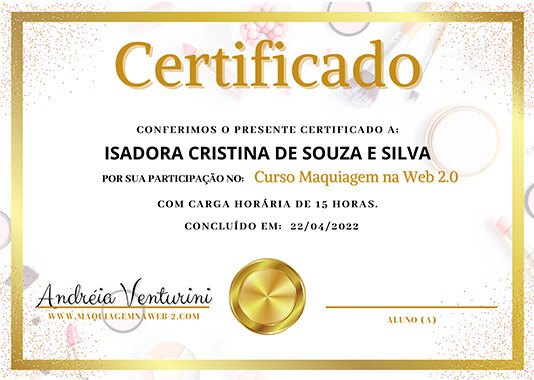 Certificado
CONFERIMOS O PRESENTE CERTIFICADO A:
ISADORA CRISTINA DE SOUZA E SILVA
POR SUA PARTICIPAÇÃO NO: Curso Maquiagem na Web 2.0
COM CARGA HORÁRIA DE 15 HORAS.
CONCLUÍDO EM: 22/04/2022
Andréia Venturini
WWW.MAQUIAGEMNAWEB-2.COM
ALUNO (A)